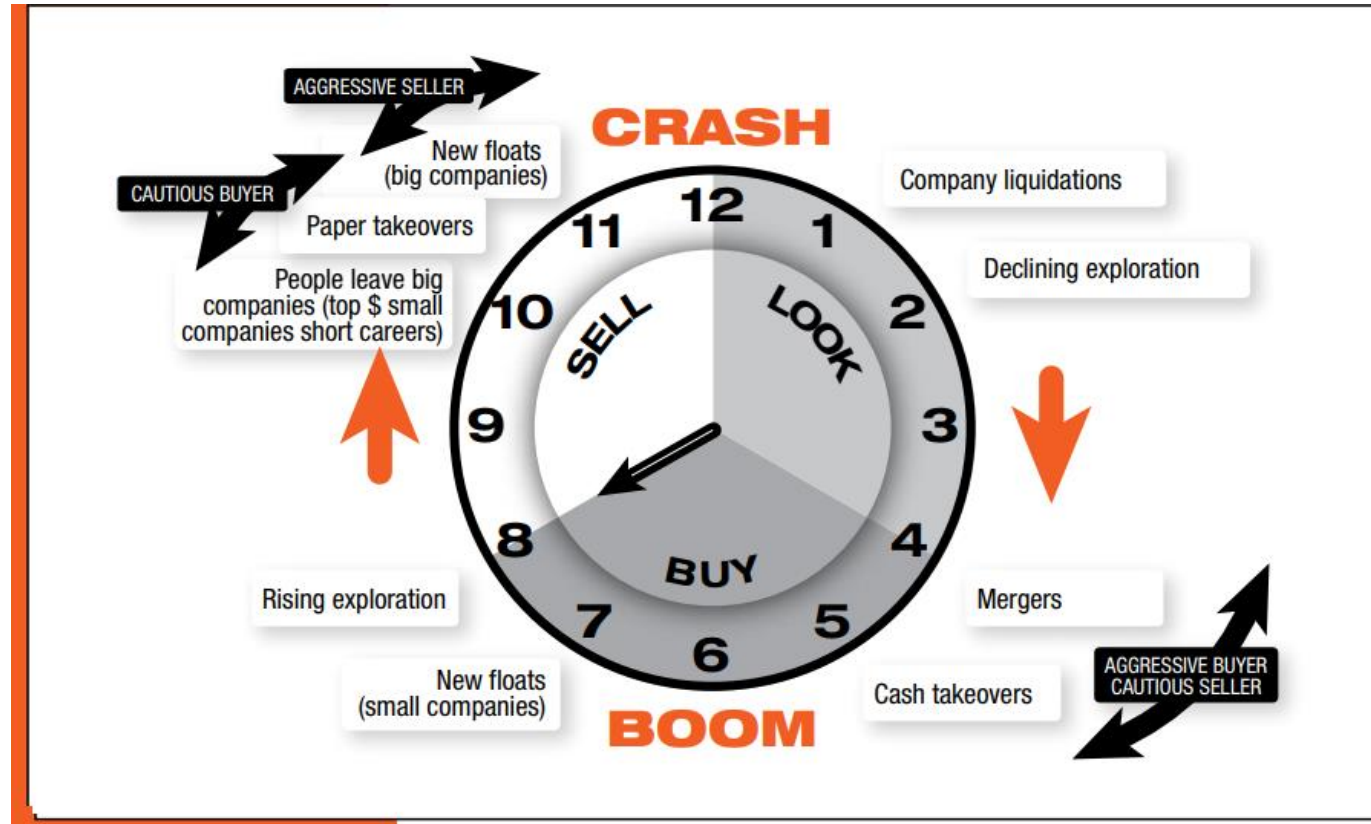 AGGRESSIVE SELLER
New floats
(big companies)
CAUTIOUS BUYER
Paper takeovers
People leave big
companies (top $ small
companies short careers)
CRASH
Company liquidations
Declining exploration
12
1
2
3
4
5
6
7
8
9
10
11
SELL
LOOK
BUY
Rising exploration
New floats
(small companies)
BOOM
Mergers
Cash takeovers
AGGRESSIVE BUYER
CAUTIOUS SELLER